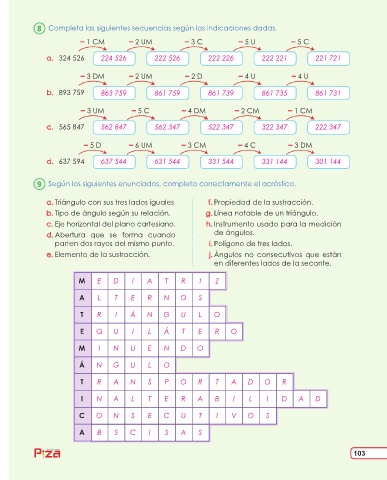 8 Completa las siguientes secuencias según las indicaciones dadas.
– 1 CM – 2 UM – 3 C – 5 U – 5 C
a. 324 526 224 526 222 526 222 226 222 221 221 721
– 3 DM – 2 UM – 2 D – 4 U – 4 U
b. 893 759 863 759 861 759 861 739 861 735 861 731
– 3 UM – 5 C – 4 DM – 2 CM – 1 CM
c. 565 847 562 847 562 347 522 347 322 347 222 347
– 5 D – 6 UM – 3 CM – 4 C – 3 DM
d. 637 594 637 544 631 544 331 544 331 144 301 144
9 Según los siguientes enunciados, completa correctamente el acróstico.
a. Triángulo con sus tres lados iguales
b. Tipo de ángulo según su relación.
c. Eje horizontal del plano cartesiano.
d. Abertura que se forma cuando
parten dos rayos del mismo punto.
e. Elemento de la sustracción.
f. Propiedad de la sustracción.
g. Línea notable de un triángulo.
h. Instrumento usado para la medición
de ángulos.
i. Polígono de tres lados.
j. Ángulos no consecutivos que están
en diferentes lados de la secante.
M E D I A T R I Z
A L T E R N O S
T R I Á N G U L O
E Q U I L Á T E R O
M I N U E N D O
Á N G U L O
T R A N S P O R T A D O R
I N A L T E R A B I L I D A D
C O N S E C U T I V O S
A B S C I S A S
Piza
103